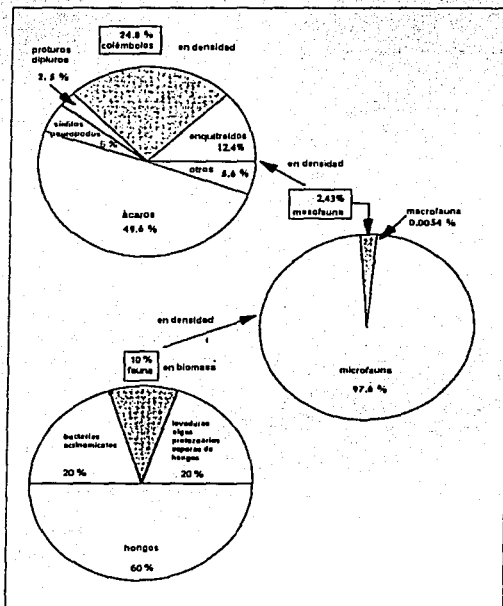 24.8 %
colémbolos
en densidad
proturos
dipluros
2.5 %
sínfilos
paurópodos
5 %
enquitreidos
12.4%
otros
5.6 %
ácaros
49.6 %
en densidad
2,43%
mesofauna
macrofauna
0.0054 %
en densidad
microfauna
97.6 %
10 %
fauna
en biomasa
bacterias
actinomicetos
20 %
levaduras
algas
protozoarios
esporas de
hongos
20 %
hongos
60 %